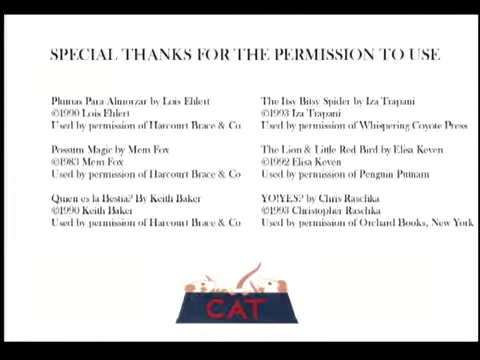 SPECIAL THANKS FOR THE PERMISSION TO USE
Plumas Para Almorzar by Lois Ehlert
©1990 Lois Ehlert
Used by permission of Harcourt Brace & Co
Possum Magic by Mem Fox
©1983 Mem Fox
Used by permission of Harcourt Brace & Co
Quien es la Bestia? By Keith Baker
©1990 Keith Baker
Used by permission of Harcourt Brace & Co
The Itsy Bitsy Spider by Iza Trapani
©1993 Iza Trapani
Used by permission of Whispering Coyote Press
The Lion & Little Red Bird by Elisa Keven
©1992 Elisa Keven
Used by permission of Penguin Putnam
YO!YES? by Chris Raschka
©1993 Christopher Raschka
Used by permission of Orchard Books, New York
CAT